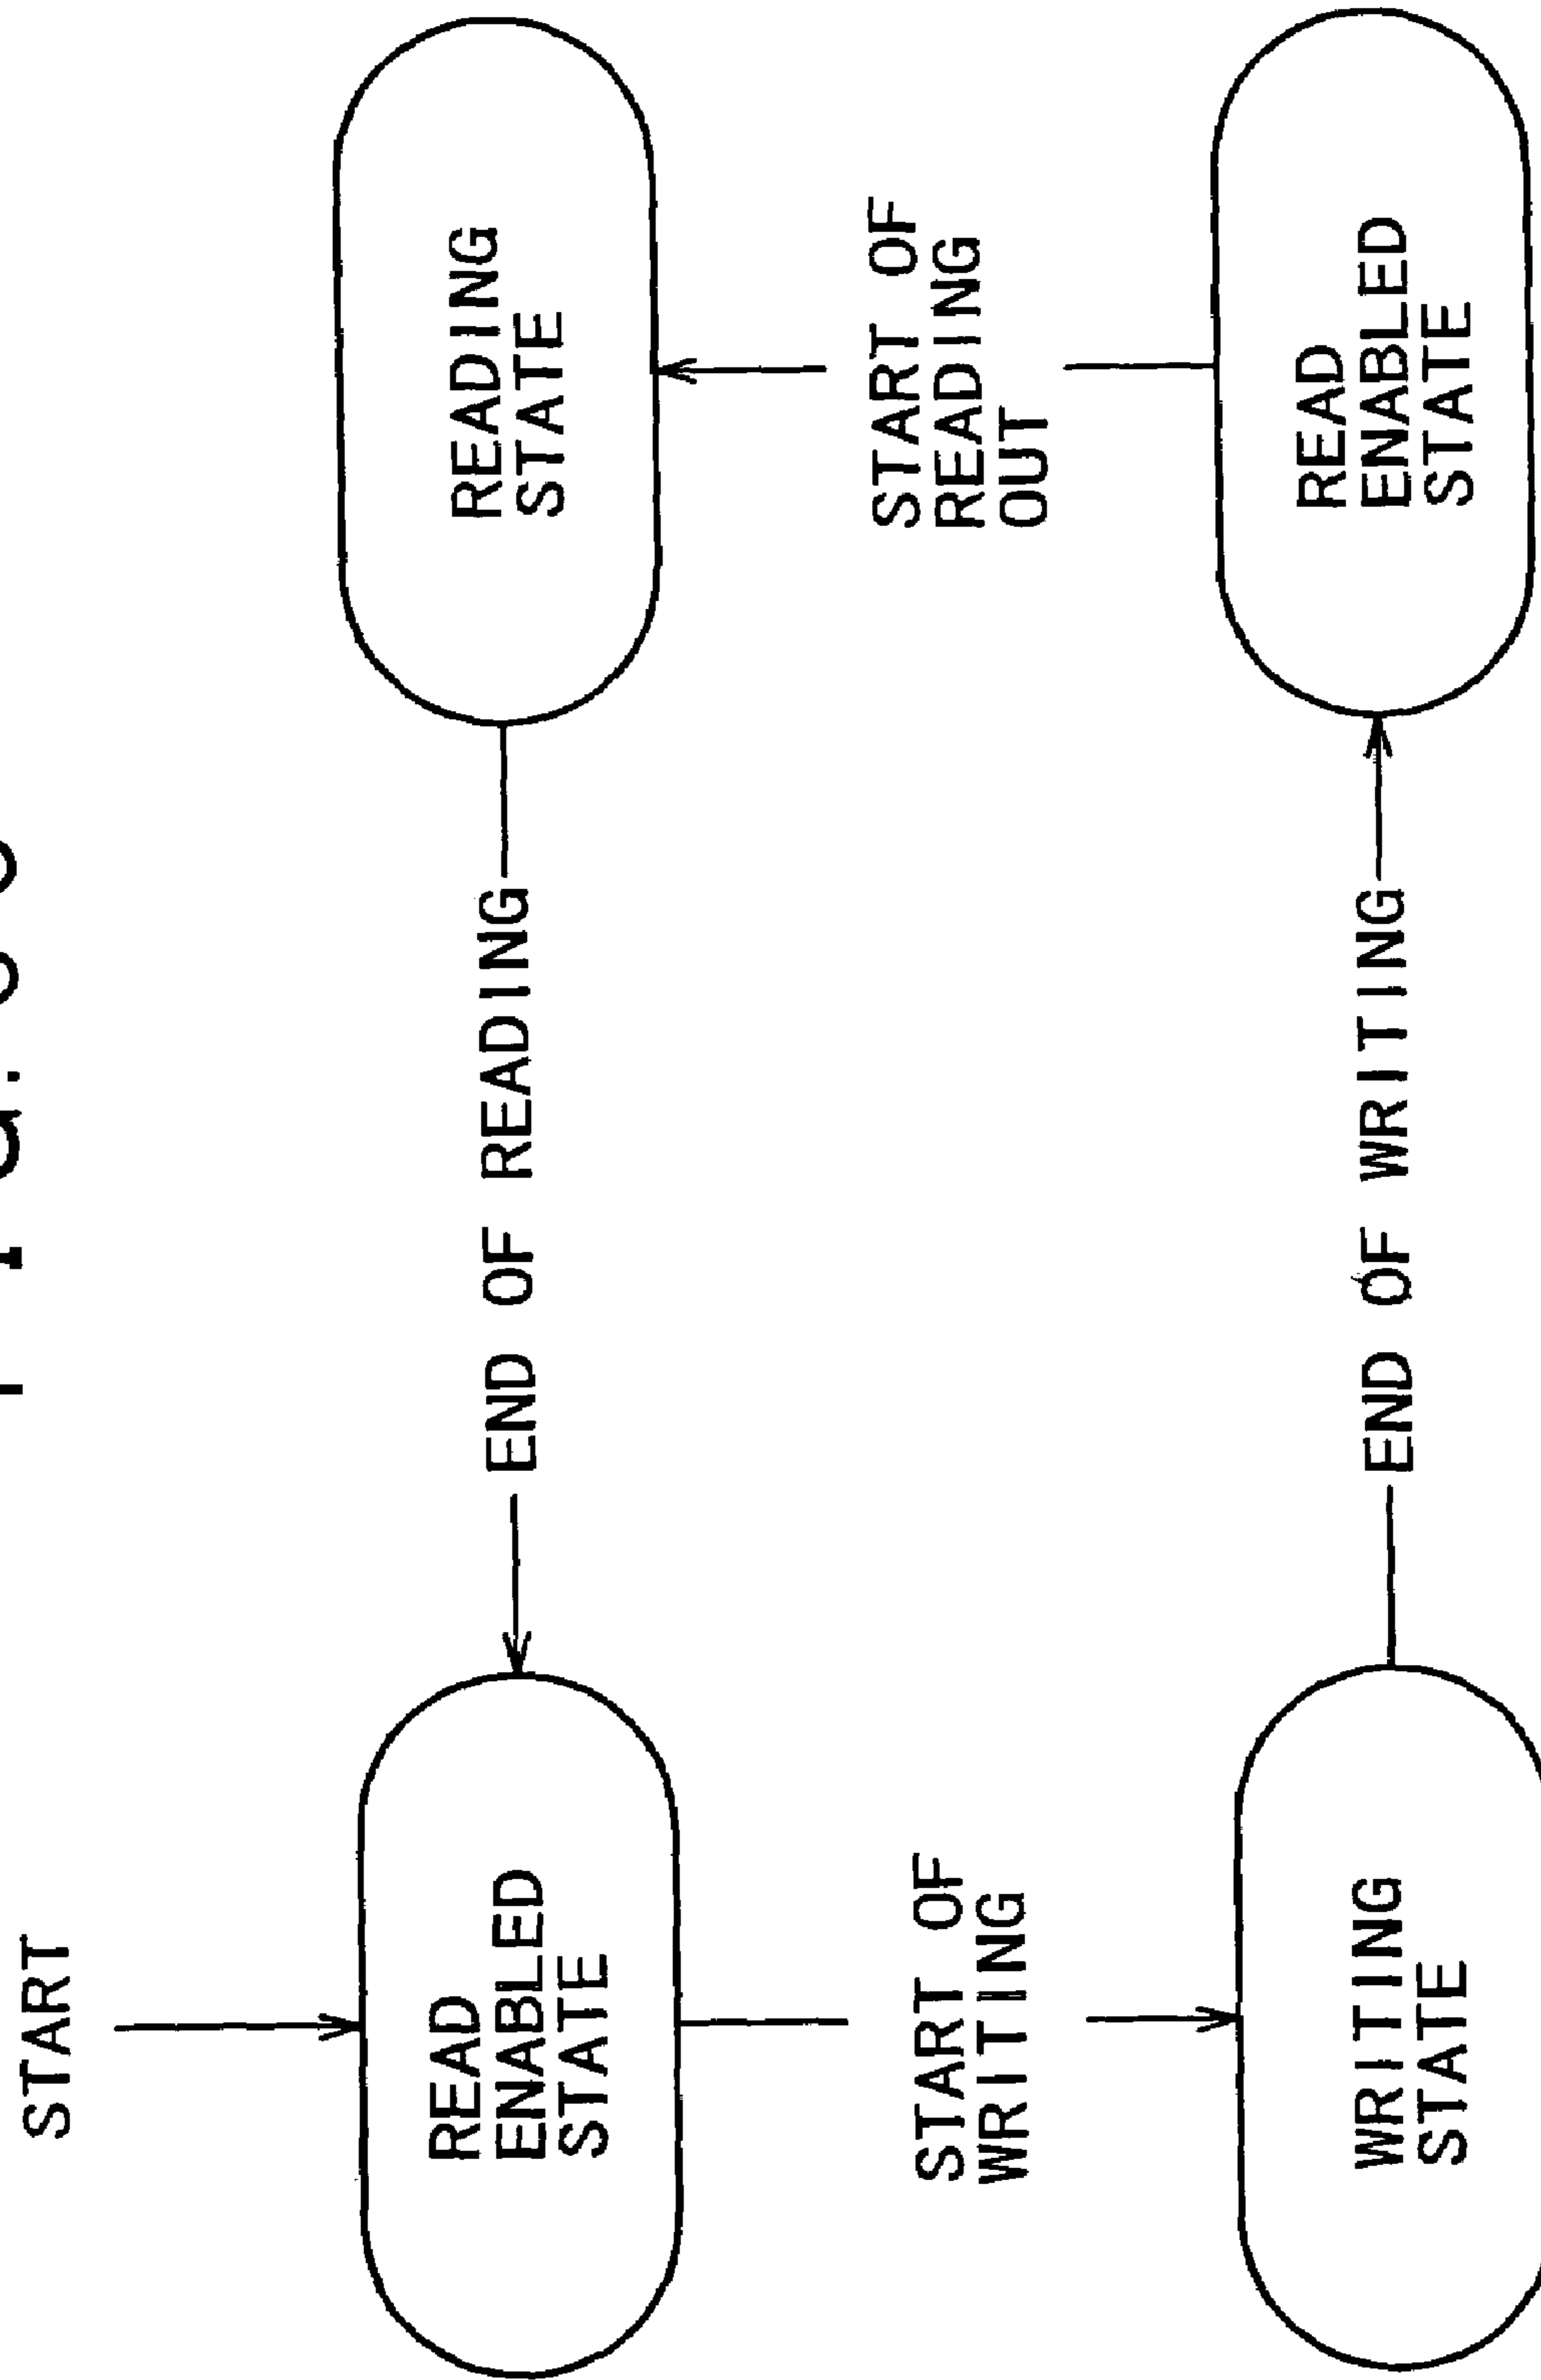 START
READ
ENABLED
STATE
END OF READING
READING
STATE
START OF
WRITING
START OF
READING
OUT
WRITING
STATE
END OF WRITING
READ
ENABLED
STATE